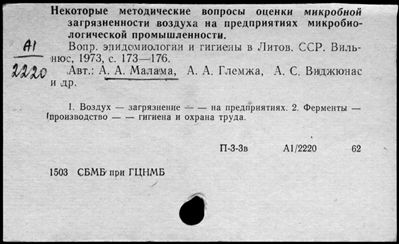 Некоторые методические вопросы оценки микробной
загрязненности воздуха на предприятиях микробио-
логической промышленности.
А1
2220
Вопр. эпидемиологии и гигиены в Литов. ССР. Виль-
нюс, 1973, с. 173—176.
Авт.: А. А. Малама, А. А. Глемжа, А. С. Виджюнас
и др.
1. Воздух — загрязнение — — на предприятиях. 2. Ферменты —
производство — — гигиена и охрана труда.
П-3-3в А1/2220 62
1503 СБМБ при ГЦНМБ